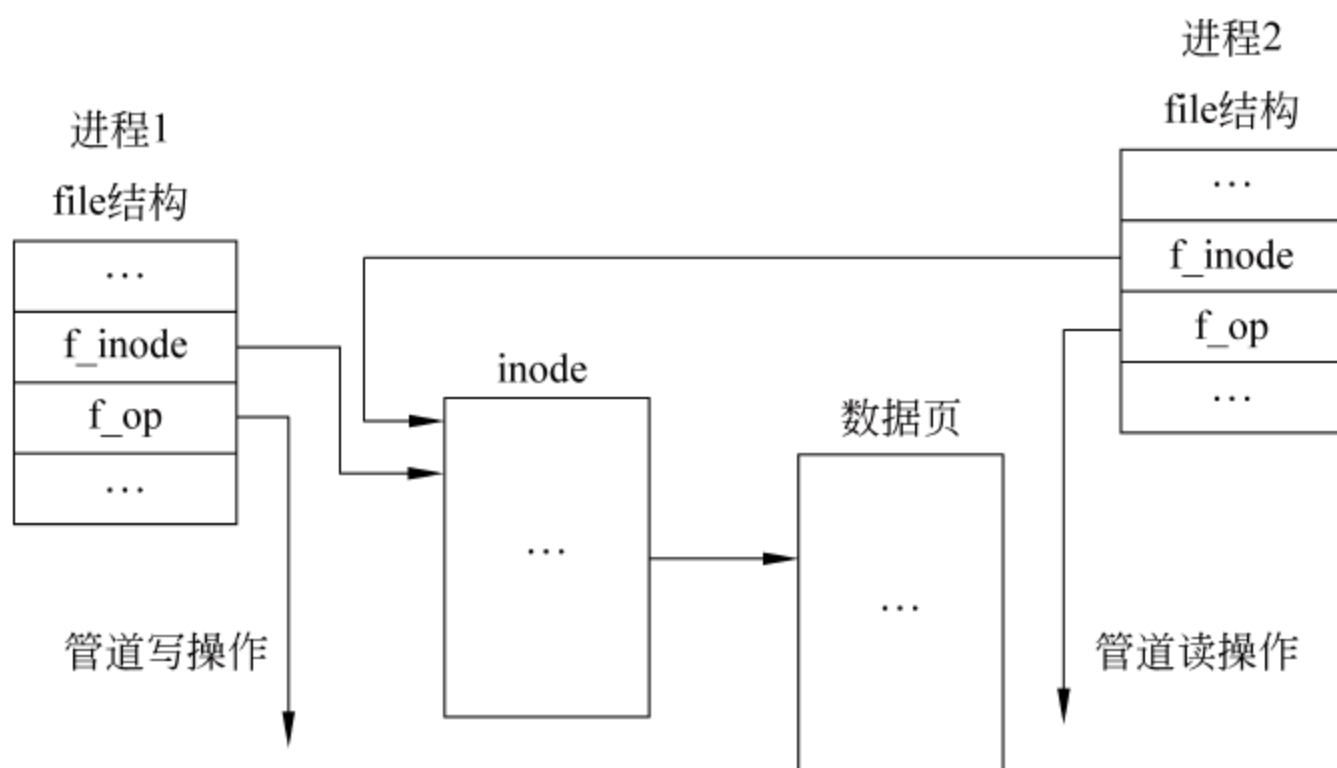 进程1
file结构
…
f_inode
f_op
…
管道写操作
inode
…
数据页
…
进程2
file结构
…
f_inode
f_op
…
管道读操作